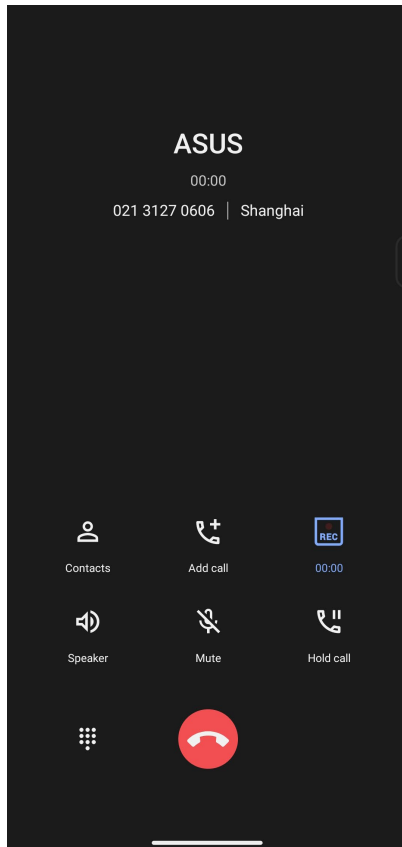 ASUS
00:00
021 3127 0606 | Shanghai
REC
Contacts
Add call
00:00
Speaker
Mute
Hold call